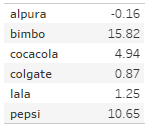 alpura -0.16
bimbo 15.82
cocacola 4.94
colgate 0.87
lala 1.25
pepsi 10.65